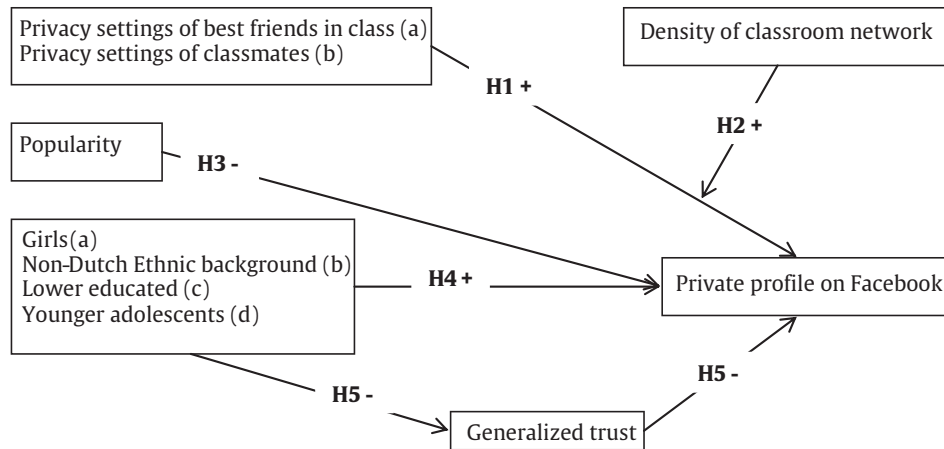 Privacy settings of best friends in class (a)
Privacy settings of classmates (b)
Density of classroom network
H1 +
H2 +
Popularity
H3 -
Girls(a)
Non-Dutch Ethnic background (b)
Lower educated (c)
Younger adolescents (d)
H4 +
Private profile on Facebook
H5 -
H5 -
Generalized trust